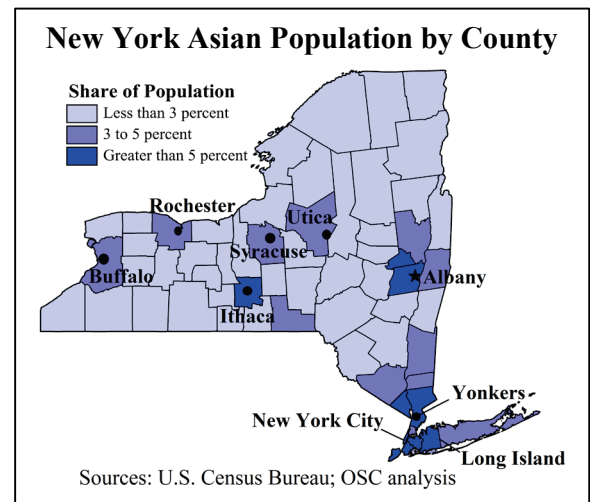 New York Asian Population by County
Share of Population
Less than 3 percent
3 to 5 percent
Greater than 5 percent
Rochester
Utica
Syracuse
Buffalo
Albany
Ithaca
Yonkers
New York City
Long Island
Sources: U.S. Census Bureau; OSC analysis